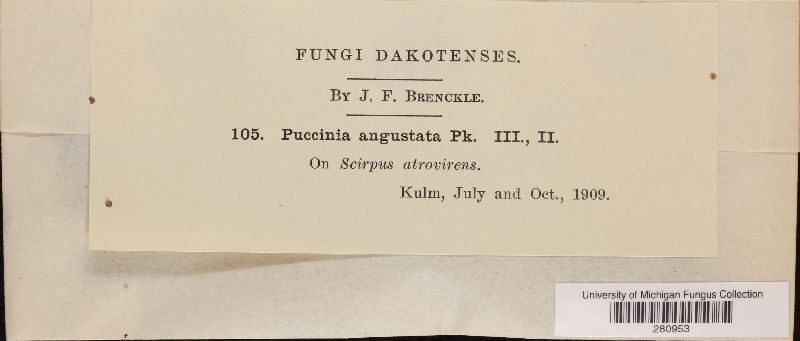 FUNGI DAKOTENSES.
BY J. F. BRENCKLE.
105. Puccinia angustata Pk. III., II.
On Scirpus atrovirens.
Kulm, July and Oct., 1909.
University of Michigan Fungus Collection
280953